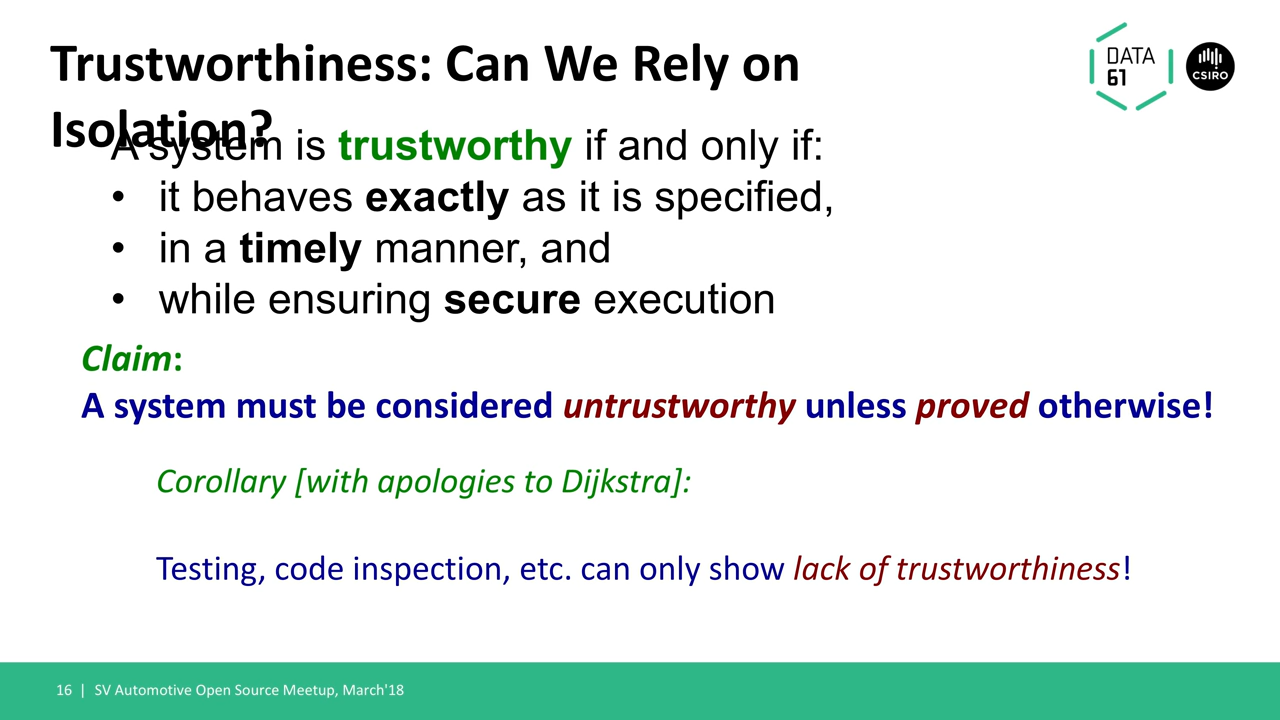 Trustworthiness: Can We Rely on
Isolation?
DATA
61
CSIRO
A system is trustworthy if and only if:
• it behaves exactly as it is specified,
• in a timely manner, and
• while ensuring secure execution
Claim:
A system must be considered untrustworthy unless proved otherwise!
Corollary [with apologies to Dijkstra]:
Testing, code inspection, etc. can only show lack of trustworthiness!
16 | SV Automotive Open Source Meetup, March'18